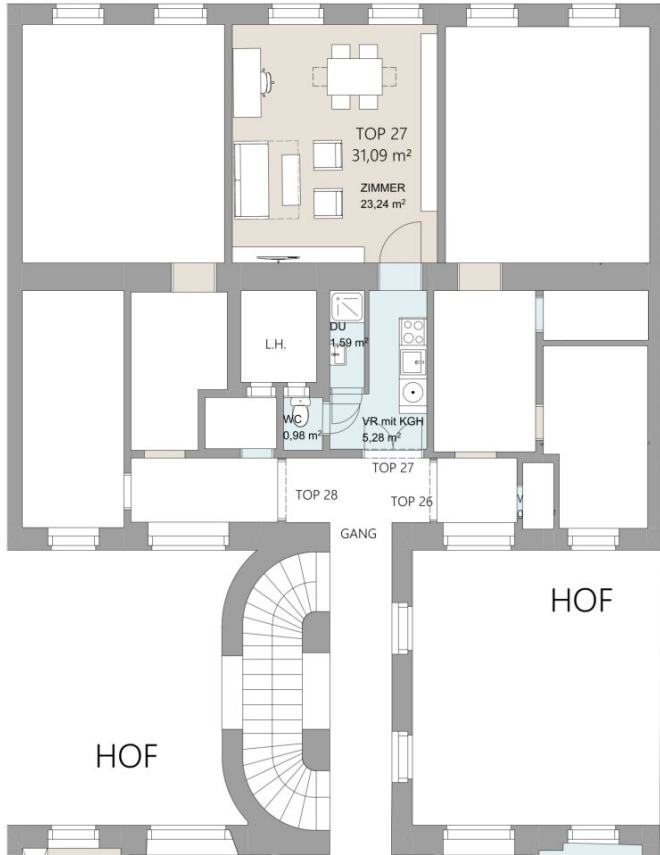 TOP 27
31,09 m²
ZIMMER
23,24 m²
L.H.
DU
1,59 m²
WC
0,98 m²
VR.mit KGH
5,28 m²
TOP 27
TOP 28
TOP 26
GANG
HOF
HOF